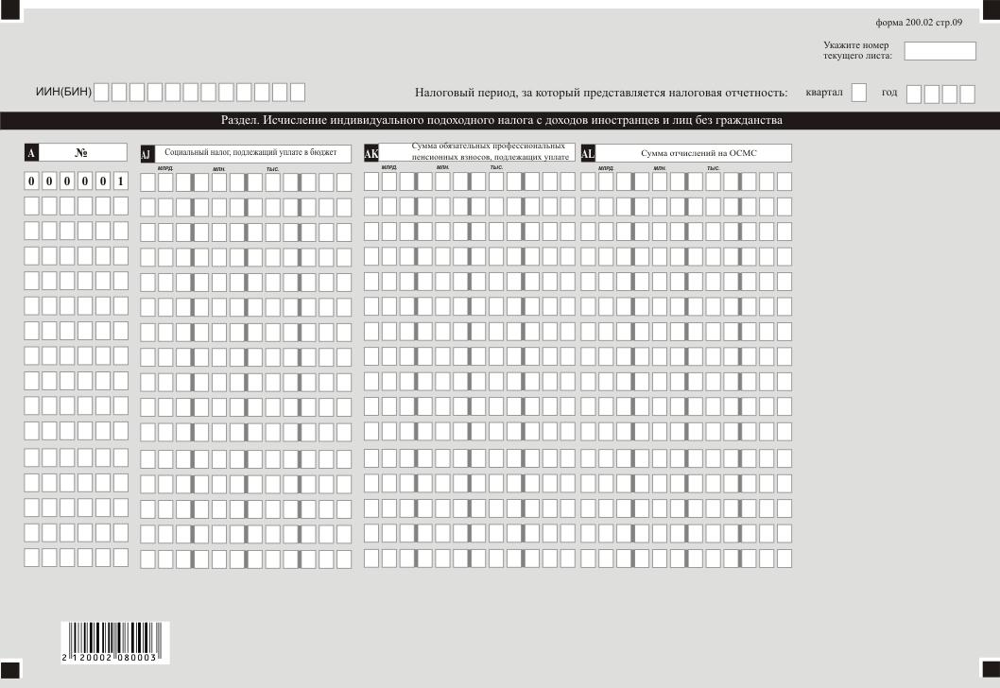 форма 200.02 стр.09
Укажите номер
текущего листа:
ИИН(БИН)
Налоговый период, за который представляется налоговая отчетность: квартал год
Раздел. Исчисление индивидуального подоходного налога с доходов иностранцев и лиц без гражданства
A №
AJ Социальный налог, подлежащий уплате в бюджет
AK Сумма обязательных профессиональных
пенсионных взносов, подлежащих уплате
AL Сумма отчислений на ОСМС
МЛРД. МЛН. ТЫС. МЛРД. МЛН. ТЫС. МЛРД. МЛН. ТЫС.
0 0 0 0 0 1
2 120002 080003